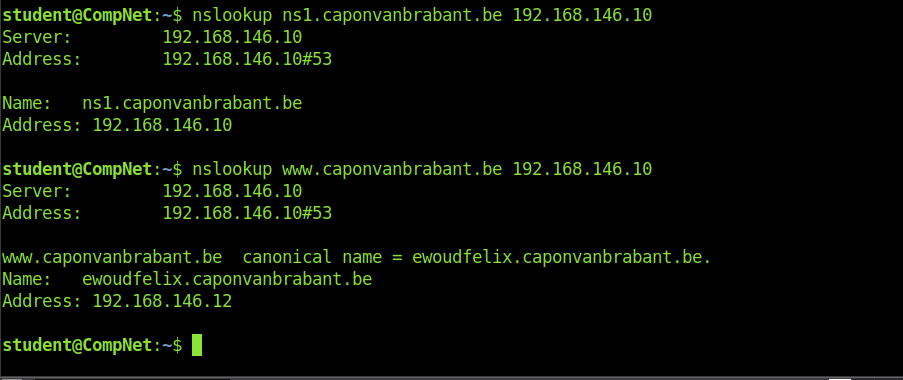 student@CompNet:~$ nslookup ns1.caponvanbrabant.be 192.168.146.10
Server:         192.168.146.10
Address:        192.168.146.10#53
Name:   ns1.caponvanbrabant.be
Address: 192.168.146.10
student@CompNet:~$ nslookup www.caponvanbrabant.be 192.168.146.10
Server:         192.168.146.10
Address:        192.168.146.10#53
www.caponvanbrabant.be  canonical name = ewoudfelix.caponvanbrabant.be.
Name:   ewoudfelix.caponvanbrabant.be
Address: 192.168.146.12
student@CompNet:~$